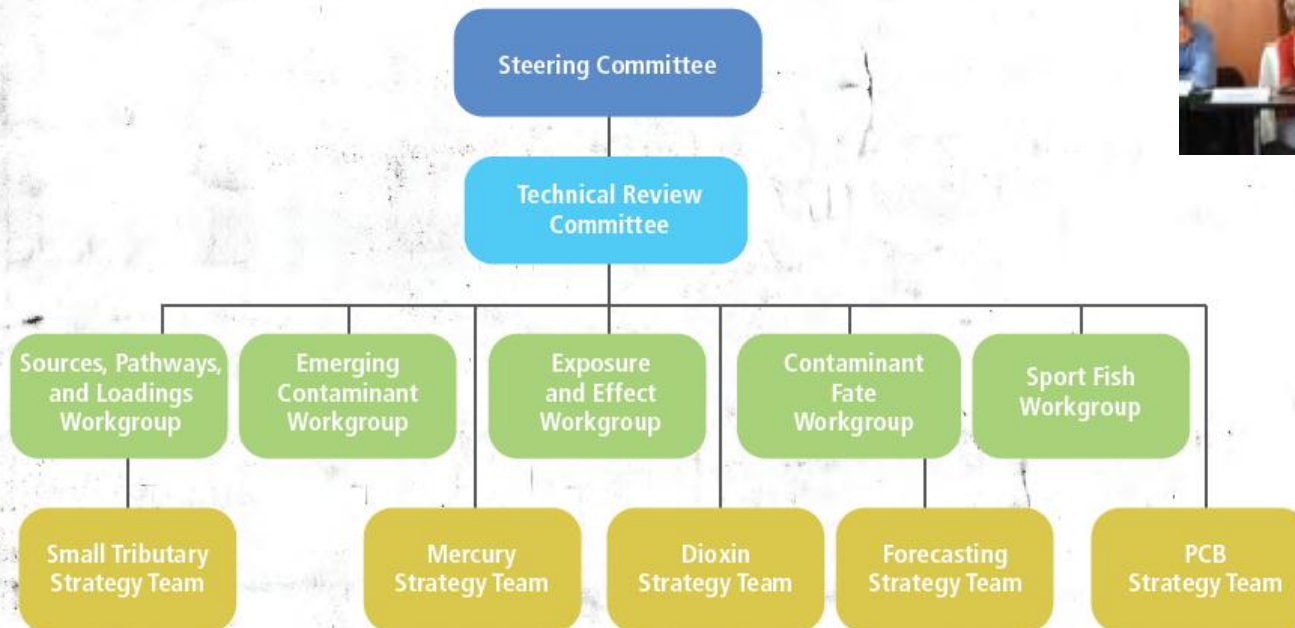 Steering Committee
Technical Review
Committee
Sources, Pathways,
and Loadings
Workgroup
Emerging
Contaminant
Workgroup
Exposure
and Effect
Workgroup
Contaminant
Fate
Workgroup
Sport Fish
Workgroup
Small Tributary
Strategy Team
Mercury
Strategy Team
Dioxin
Strategy Team
Forecasting
Strategy Team
PCB
Strategy Team